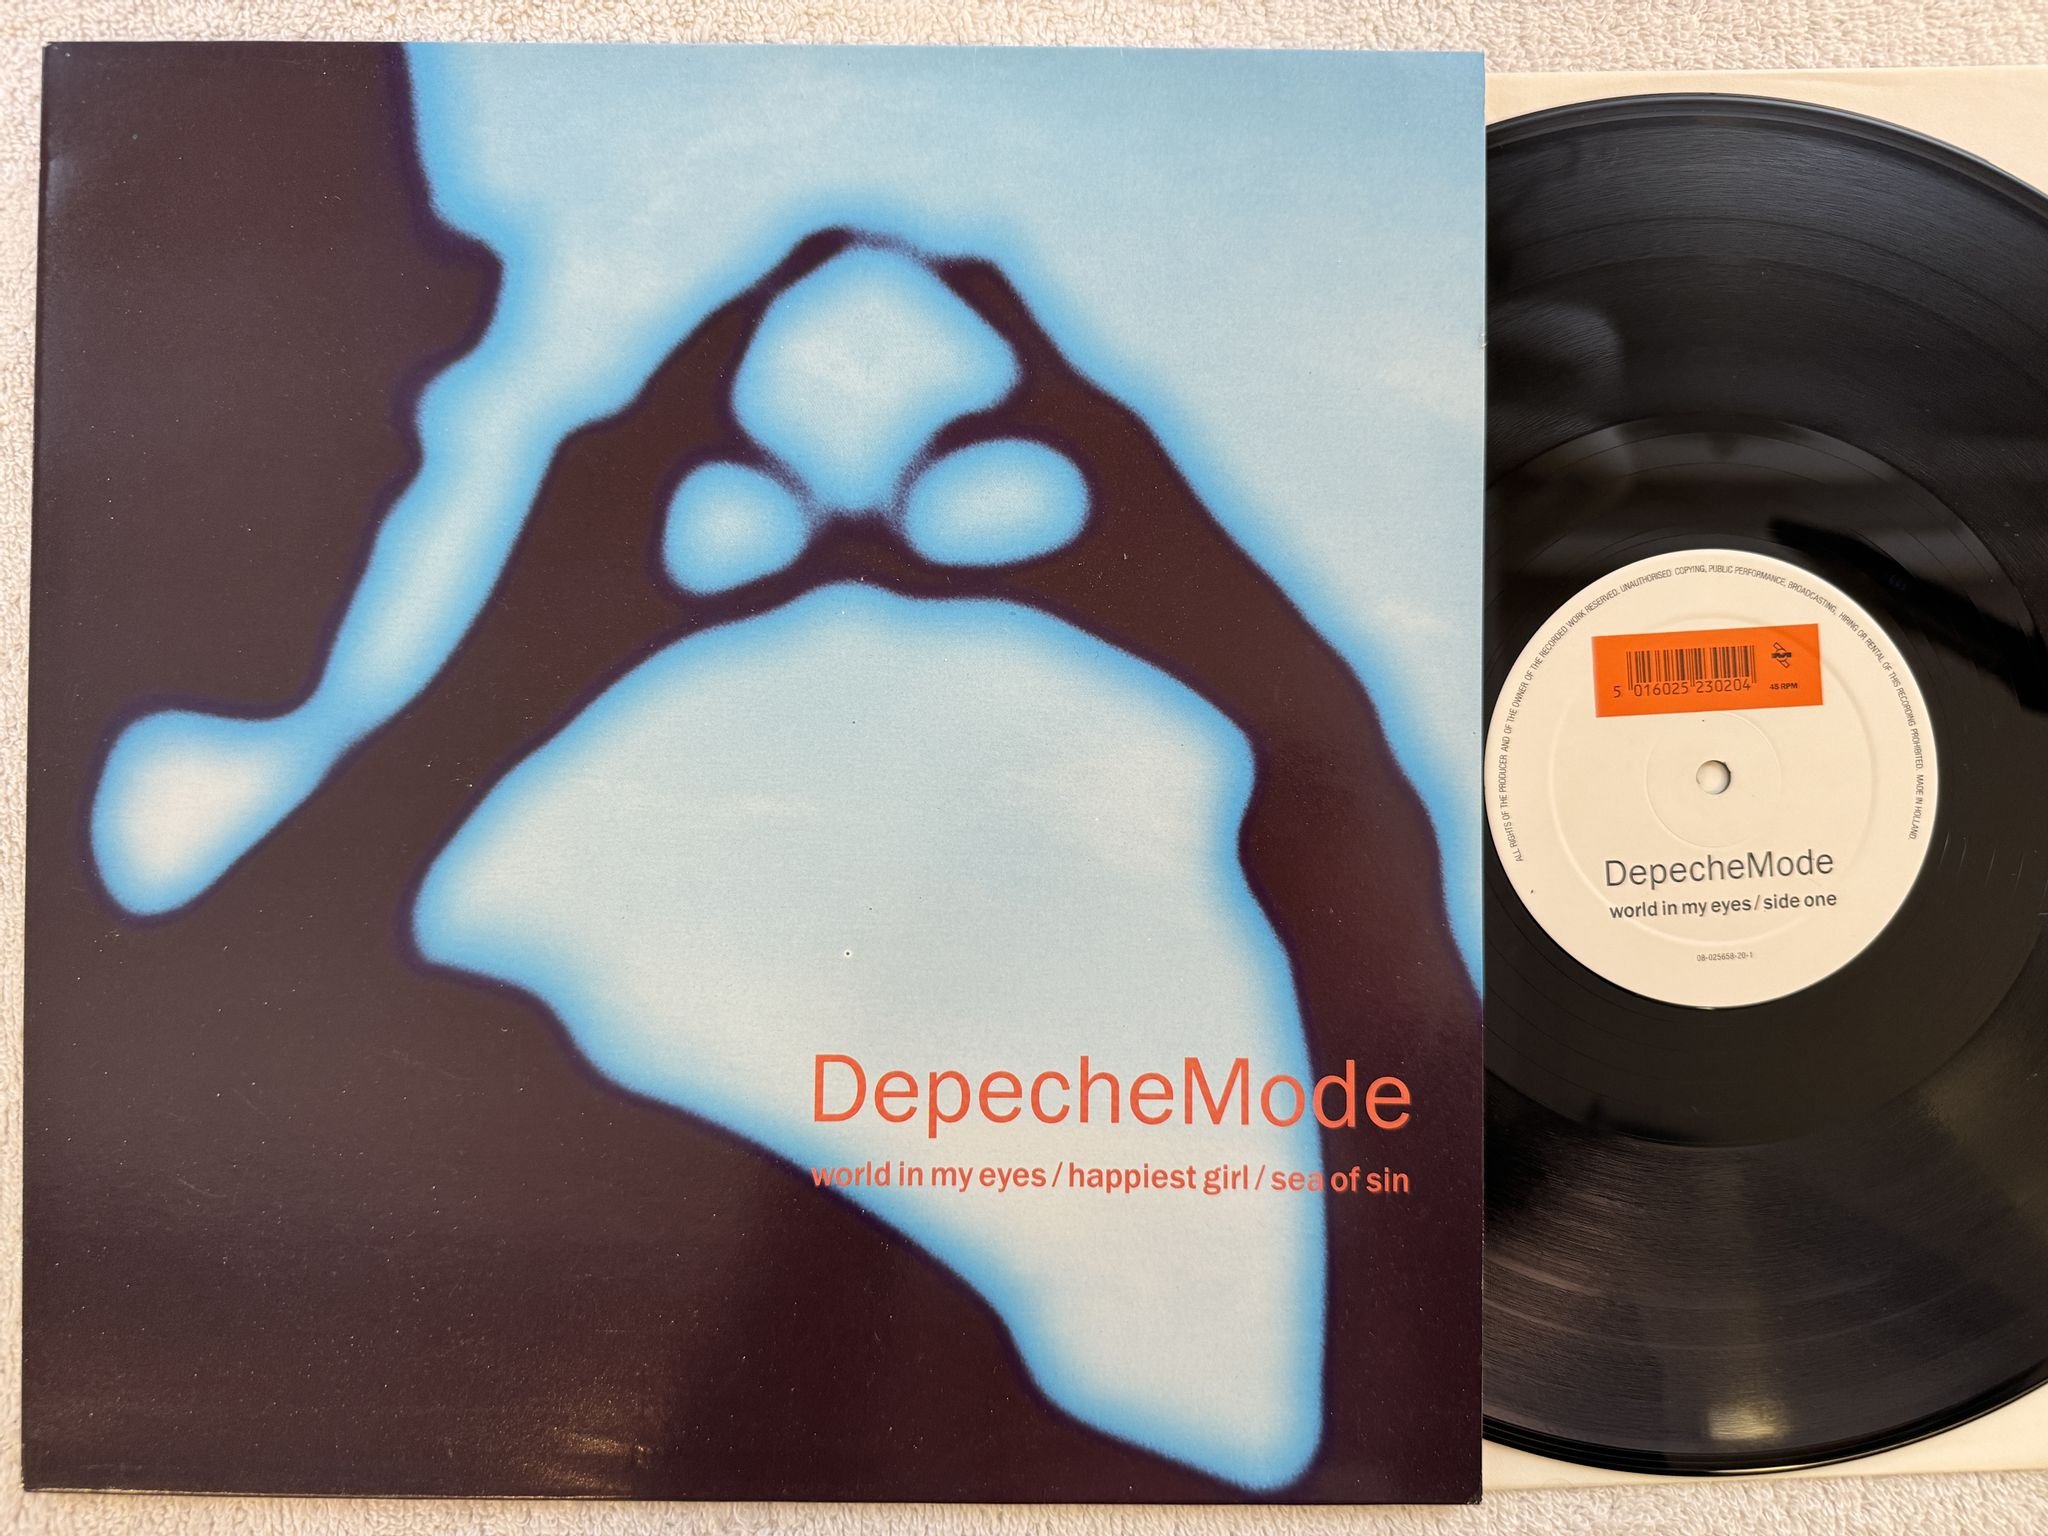 DepecheMode
world in my eyes / happiest girl / sea of sin
ALL RIGHTS OF THE PRODUCER AND OF THE OWNER OF THE RECORDED WORK RESERVED. UNAUTHORISED COPYING, PUBLIC PERFORMANCE, BROADCASTING, HIRING OR RENTAL OF THIS RECORDING PROHIBITED. MADE IN HOLLAND.
5 016025 230204 45 RPM
DepecheMode
world in my eyes / side one
08-025658-20-1